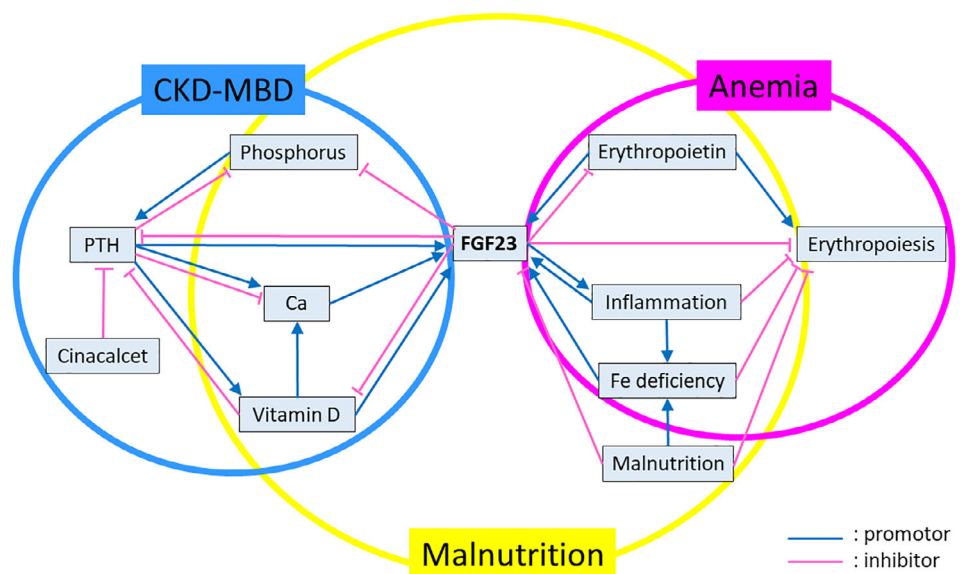 CKD-MBD
Anemia
Phosphorus
Erythropoietin
PTH
FGF23
Erythropoiesis
Ca
Inflammation
Cinacalcet
Fe deficiency
Vitamin D
Malnutrition
Malnutrition
: promotor
: inhibitor